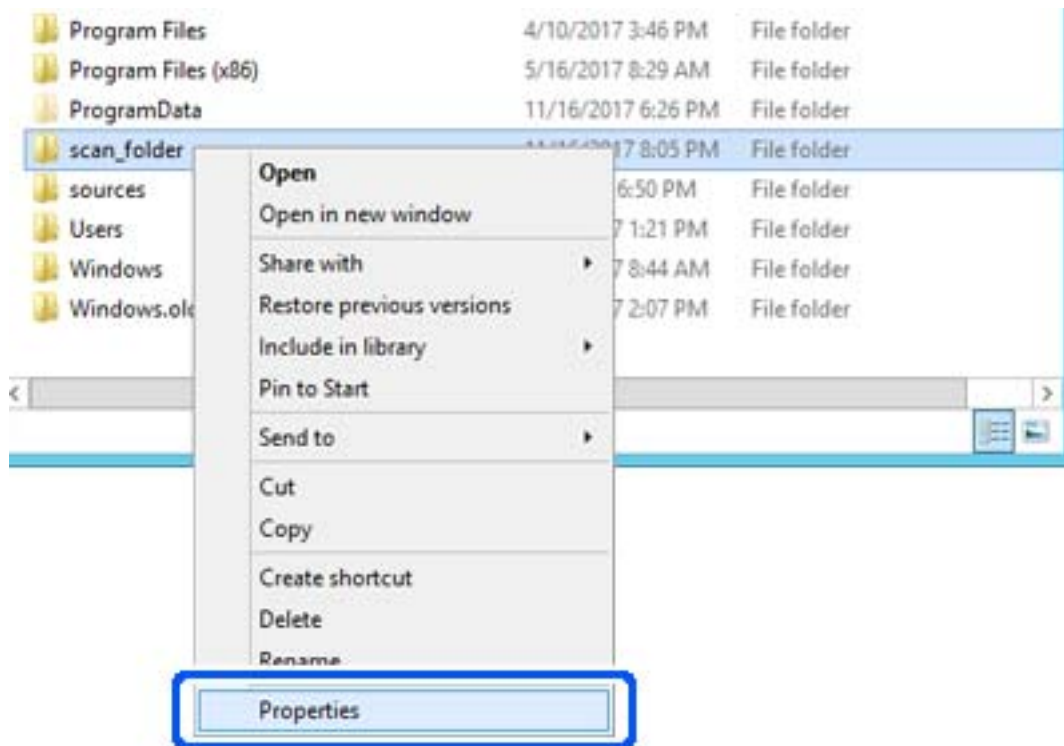 Program Files 4/10/2017 3:46 PM File folder
Program Files (x86) 5/16/2017 8:29 AM File folder
ProgramData 11/16/2017 6:26 PM File folder
scan_folder 17 8:05 PM File folder
Open
sources 6:50 PM File folder
Open in new window
Users 7 1:21 PM File folder
Share with
Windows 7 8:44 AM File folder
Restore previous versions
Windows.old 7 2:07 PM File folder
Include in library
Pin to Start
Send to
Cut
Copy
Create shortcut
Delete
Rename
Properties